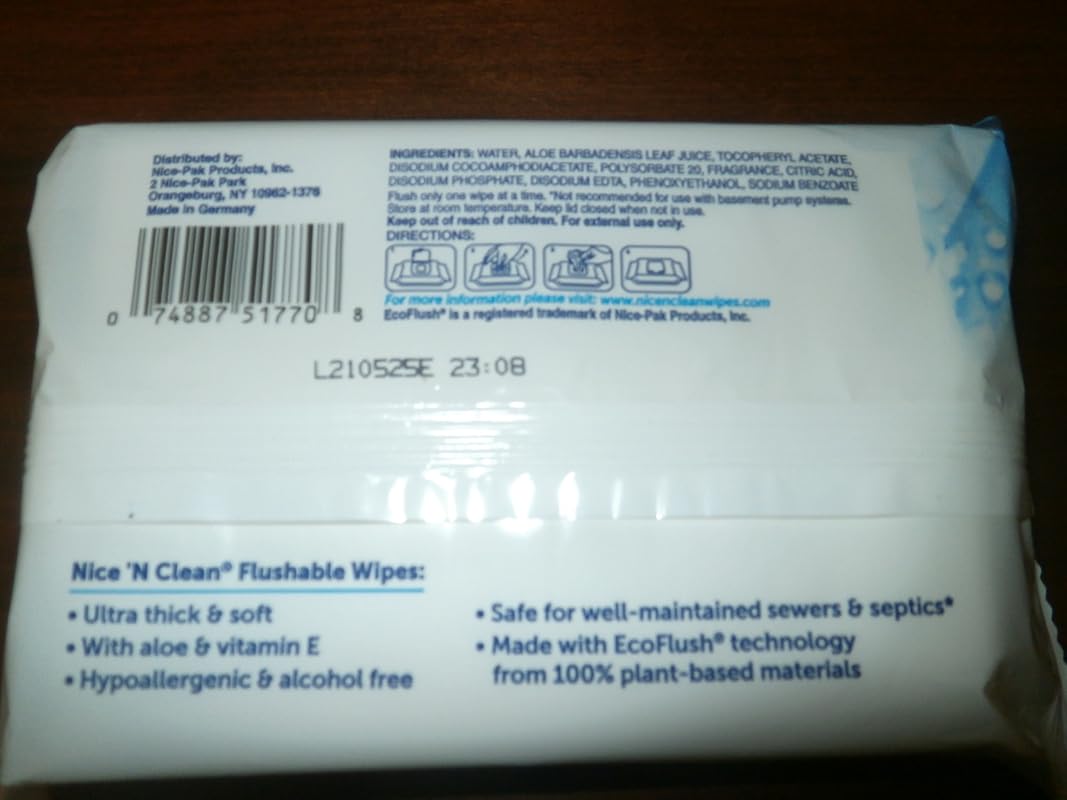 Distributed by:
Nice-Pak Products, Inc.
2 Nice-Pak Park
Orangeburg, NY 10962-1376
Made in Germany
0 74887 51770 8
INGREDIENTS: WATER, ALOE BARBADENSIS LEAF JUICE, TOCOPHERYL ACETATE,
DISODIUM COCOAMPHODIACETATE, POLYSORBATE 20, FRAGRANCE, CITRIC ACID,
DISODIUM PHOSPHATE, DISODIUM EDTA, PHENOXYETHANOL, SODIUM BENZOATE
Flush only one wipe at a time. *Not recommended for use with basement pump systems.
Store at room temperature. Keep lid closed when not in use.
Keep out of reach of children. For external use only.
DIRECTIONS:
For more information please visit: www.nicencleanwipes.com
EcoFlush® is a registered trademark of Nice-Pak Products, Inc.
L210525E 23:08
Nice 'N Clean® Flushable Wipes:
• Ultra thick & soft
• With aloe & vitamin E
• Hypoallergenic & alcohol free
• Safe for well-maintained sewers & septics*
• Made with EcoFlush® technology
from 100% plant-based materials